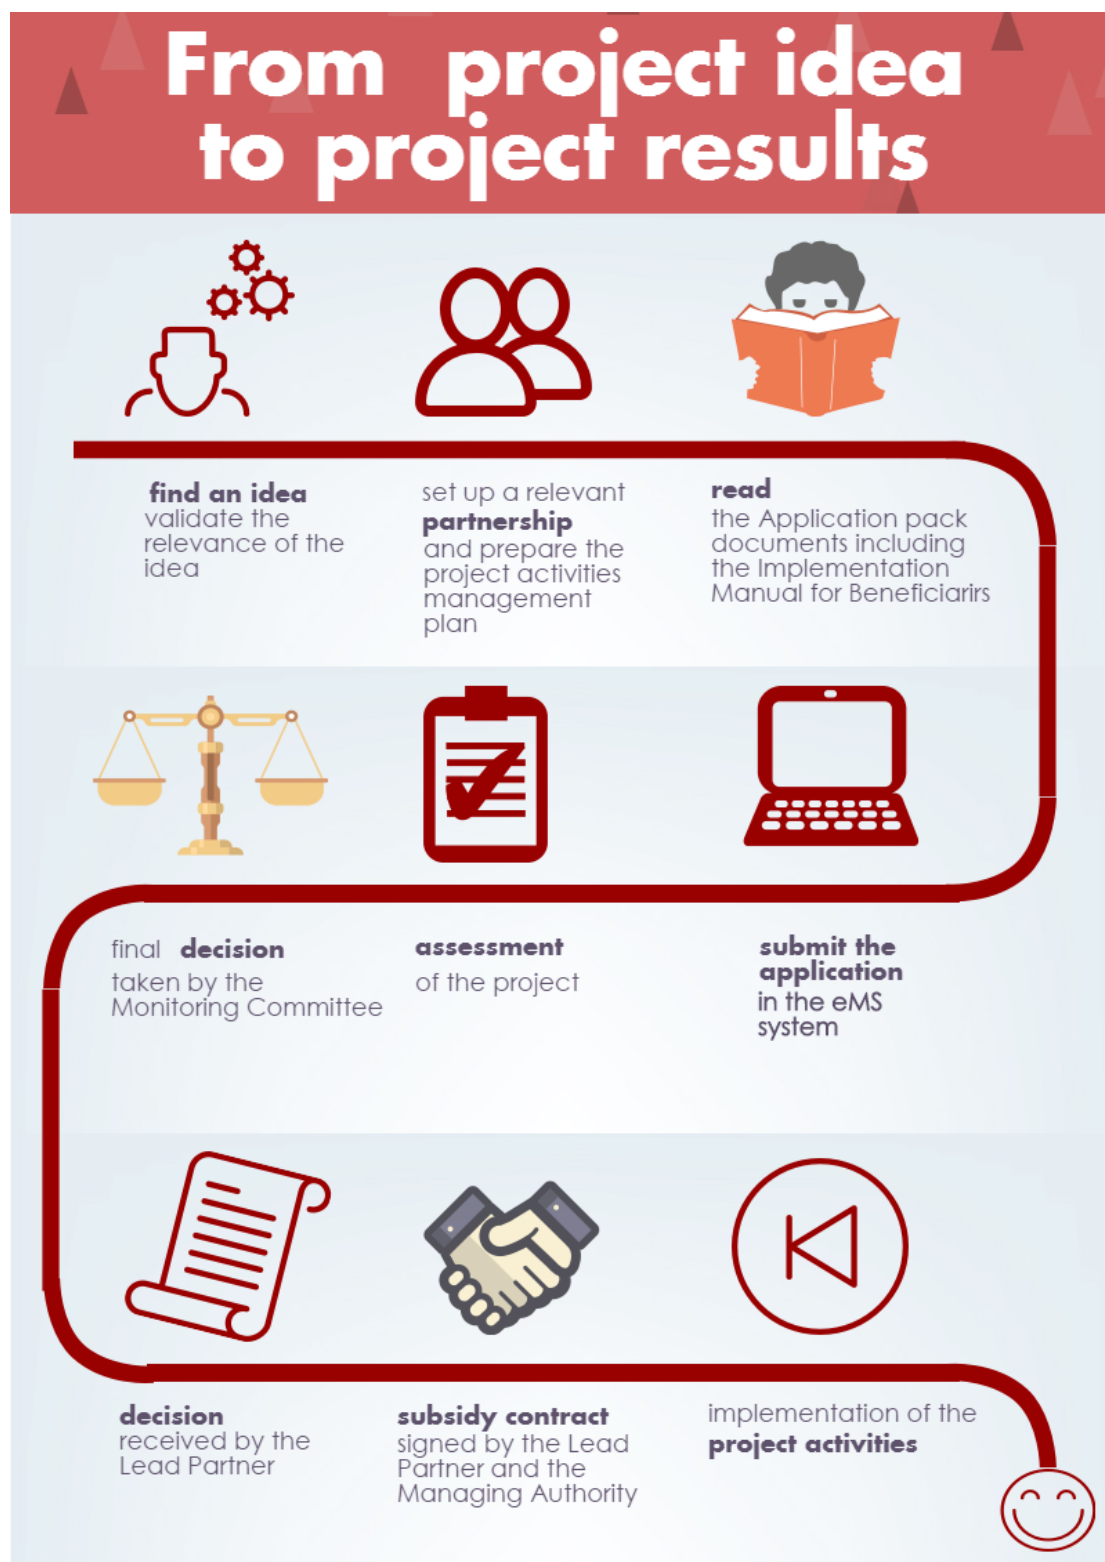 From project idea
to project results
find an idea
validate the
relevance of the
idea
set up a relevant
partnership
and prepare the
project activities
management
plan
read
the Application pack
documents including
the Implementation
Manual for Beneficiarirs
submit the
application
in the eMS
system
assessment
of the project
final decision
taken by the
Monitoring Committee
decision
received by the
Lead Partner
subsidy contract
signed by the Lead
Partner and the
Managing Authority
implementation of the
project activities